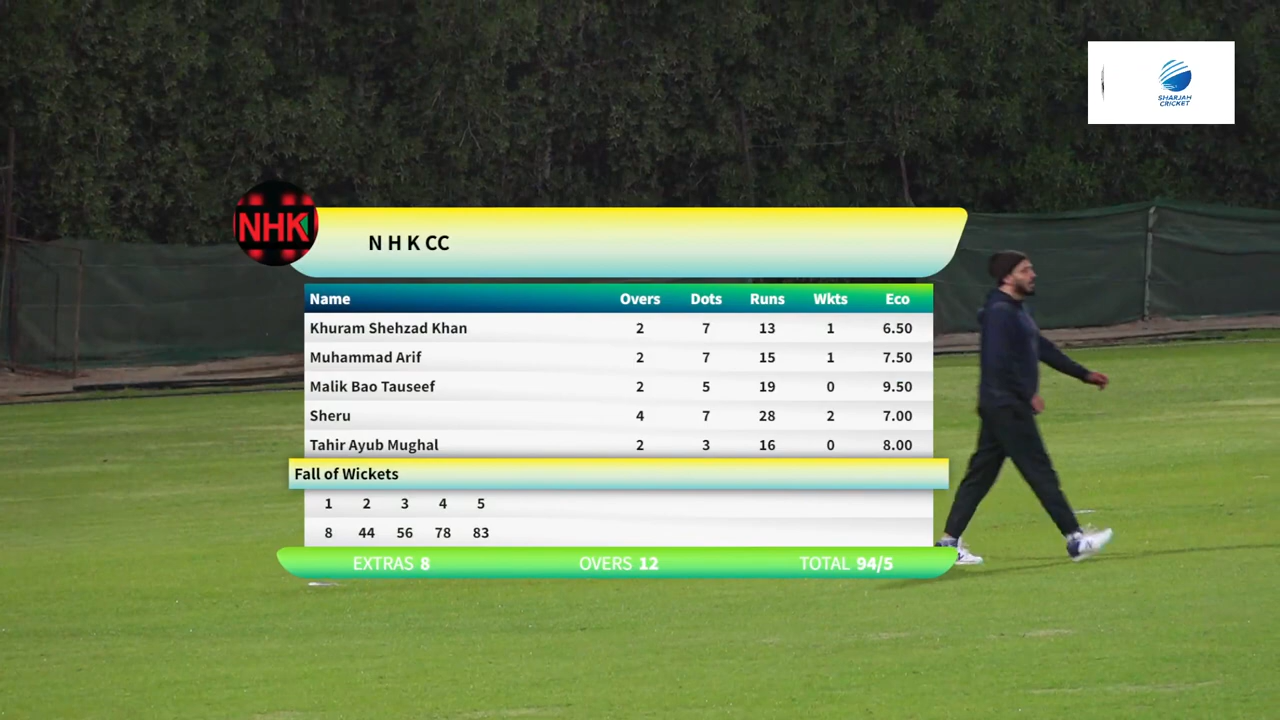 SHARJAH
CRICKET
NHK
N H K CC
Name Overs Dots Runs Wkts Eco
Khuram Shehzad Khan 2 7 13 1 6.50
Muhammad Arif 2 7 15 1 7.50
Malik Bao Tauseef 2 5 19 0 9.50
Sheru 4 7 28 2 7.00
Tahir Ayub Mughal 2 3 16 0 8.00
Fall of Wickets
1 2 3 4 5
8 44 56 78 83
EXTRAS 8 OVERS 12 TOTAL 94/5